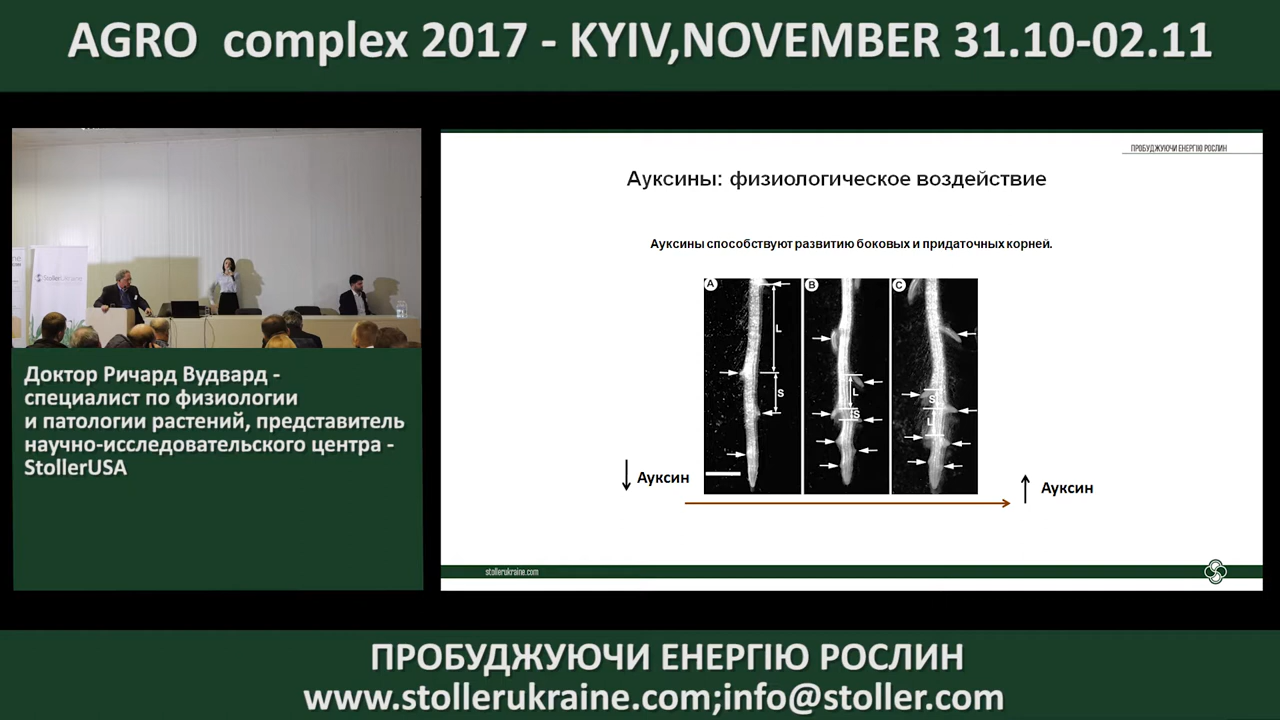 AGRO complex 2017 - KYIV,NOVEMBER 31.10-02.11
StollerUkraine
Доктор Ричард Вудвард -
специалист по физиологии
и патологии растений, представитель
научно-исследовательского центра -
StollerUSA
ПРОБУДЖУЮЧИ ЕНЕРГІЮ РОСЛИН
Ауксины: физиологическое воздействие
Ауксины способствуют развитию боковых и придаточных корней.
A B C
L
S
L
S
S
L
↓ Ауксин
↑ Ауксин
stollerukraine.com
ПРОБУДЖУЮЧИ ЕНЕРГІЮ РОСЛИН
www.stollerukraine.com;info@stoller.com